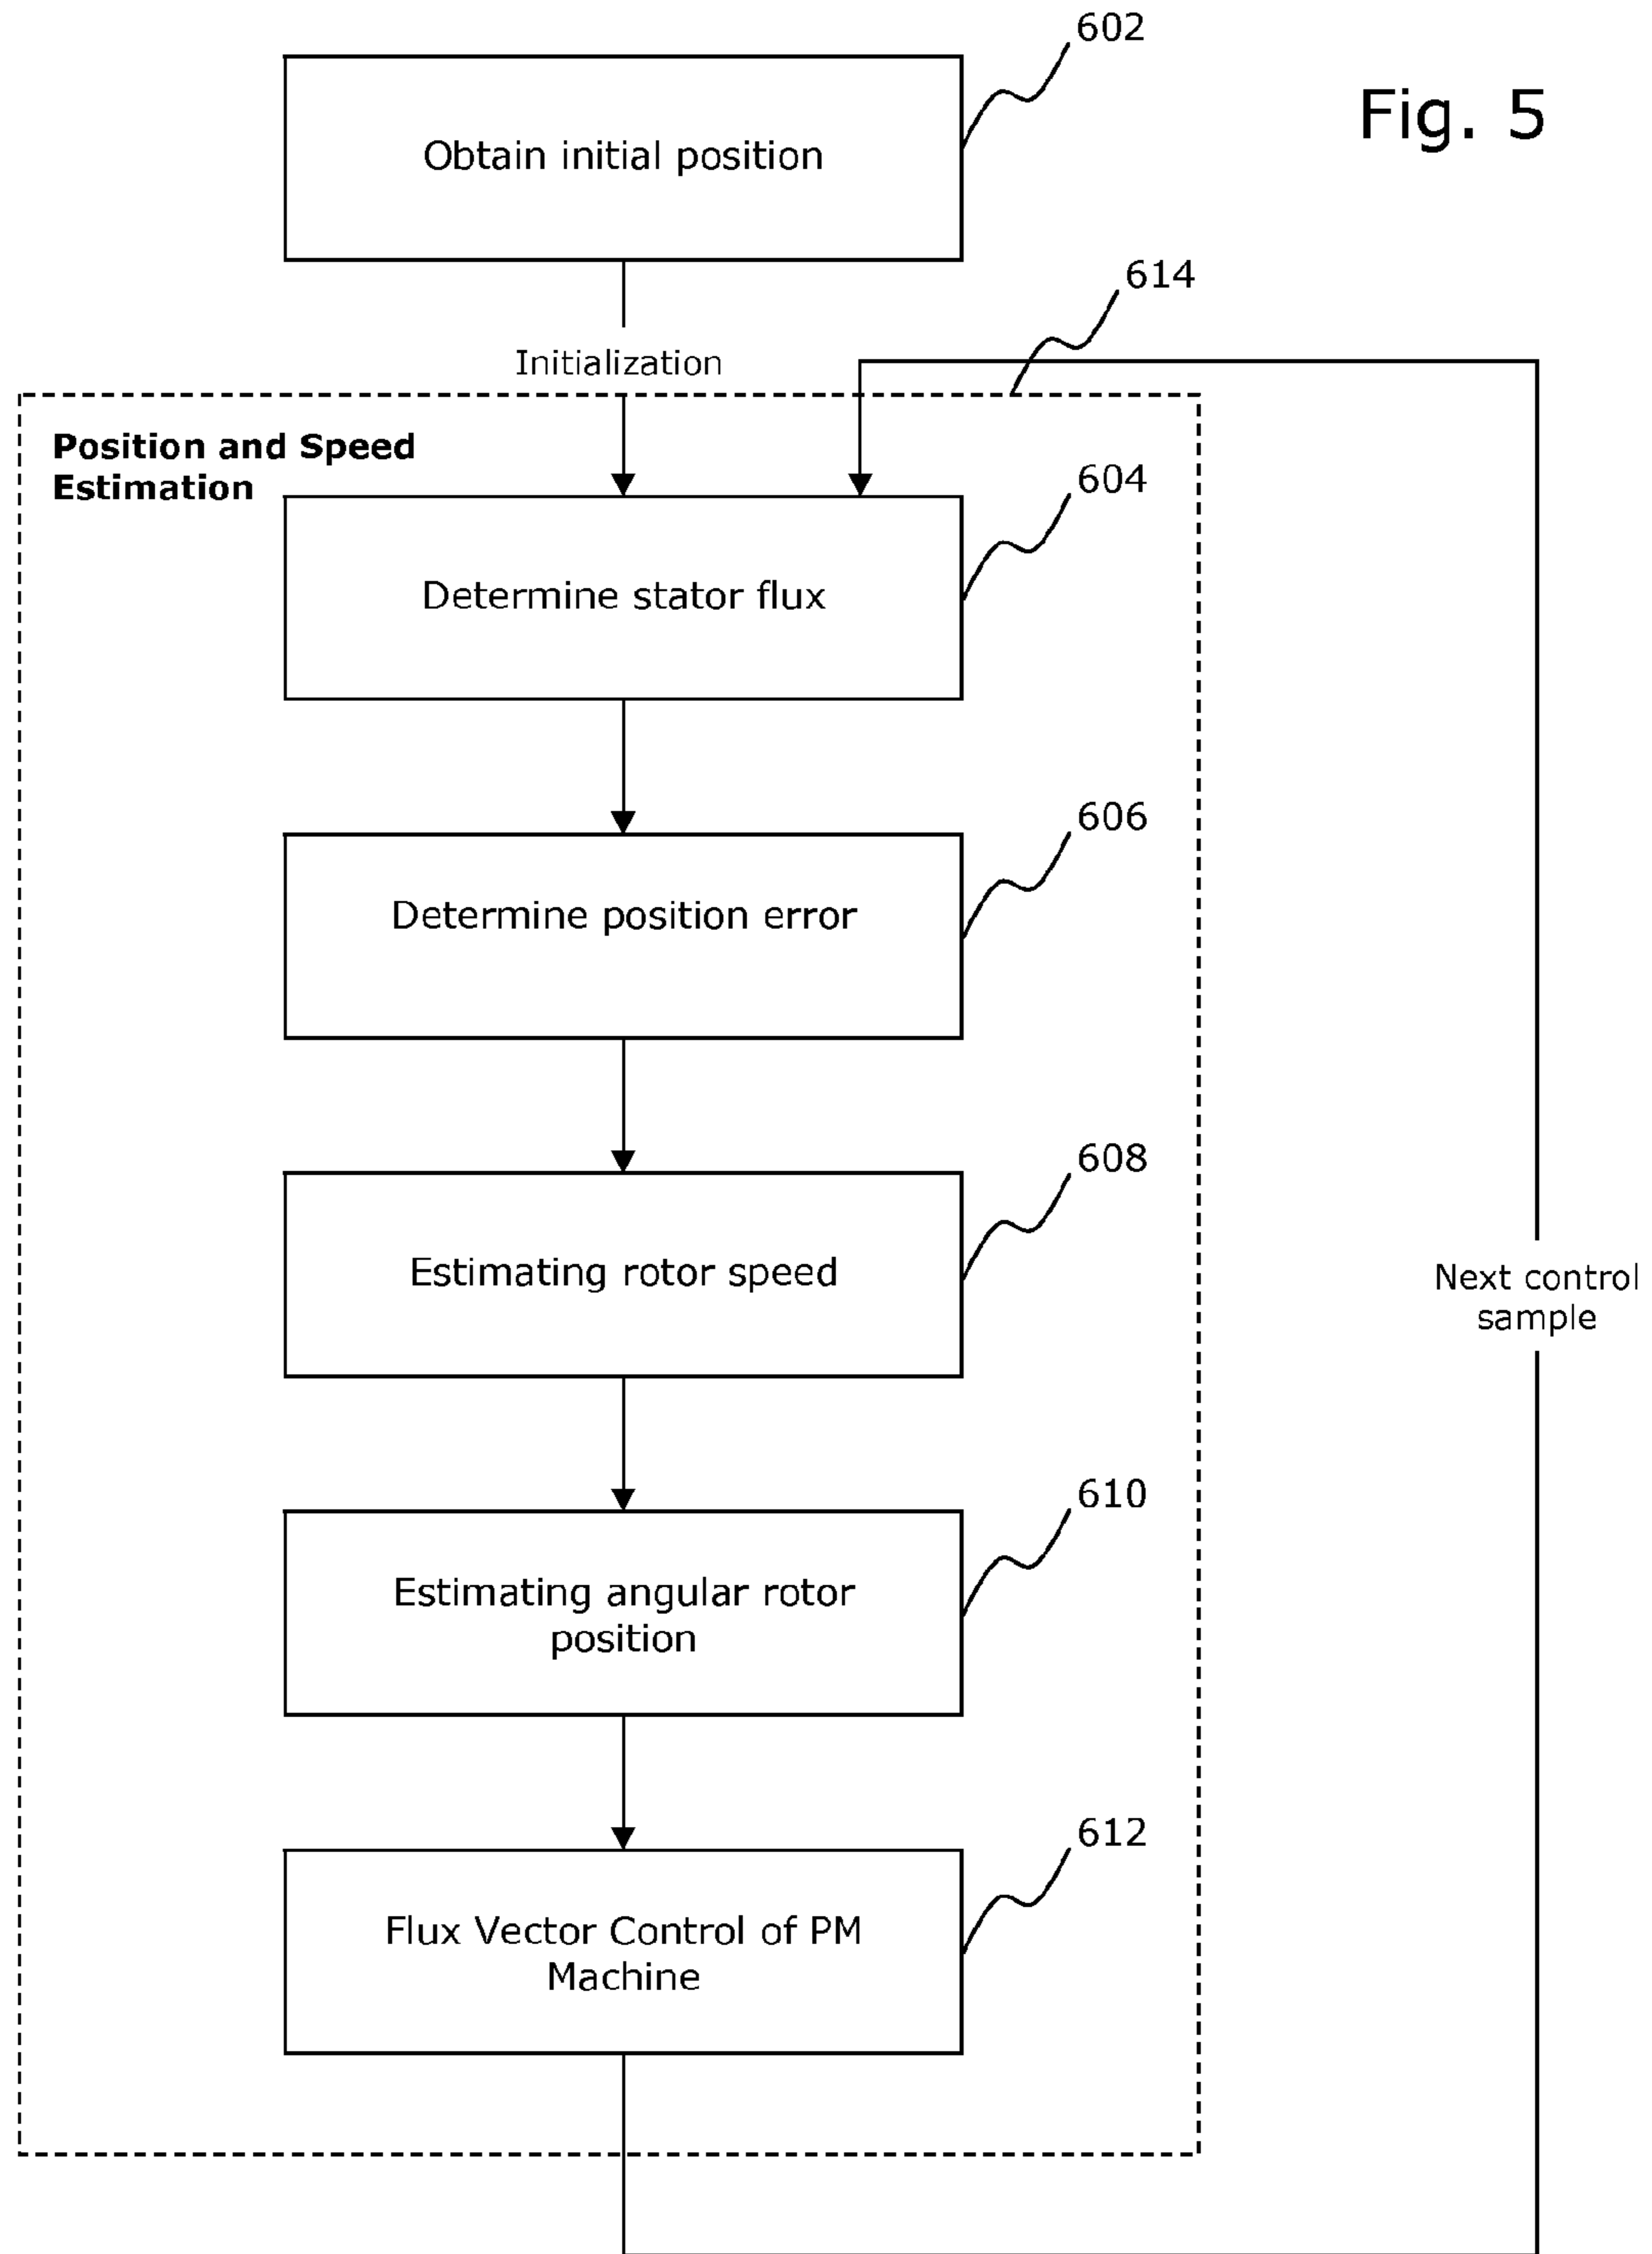 602
Fig. 5
Obtain initial position
614
Initialization
Position and Speed
Estimation
604
Determine stator flux
606
Determine position error
608
Estimating rotor speed
Next control
sample
610
Estimating angular rotor
position
612
Flux Vector Control of PM
Machine